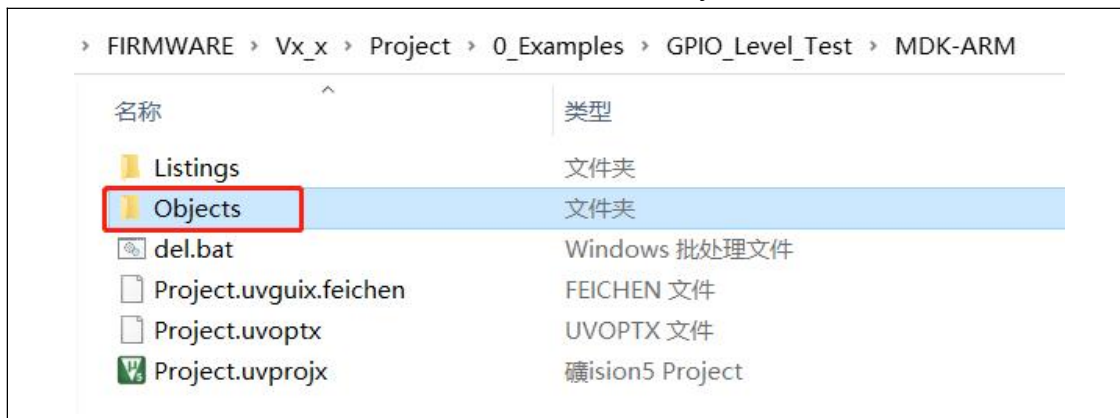 › FIRMWARE › Vx_x › Project › 0_Examples › GPIO_Level_Test › MDK-ARM
名称 类型
Listings 文件夹
Objects 文件夹
del.bat Windows 批处理文件
Project.uvguix.feichen FEICHEN 文件
Project.uvoptx UVOPTX 文件
Project.uvprojx 礦ision5 Project